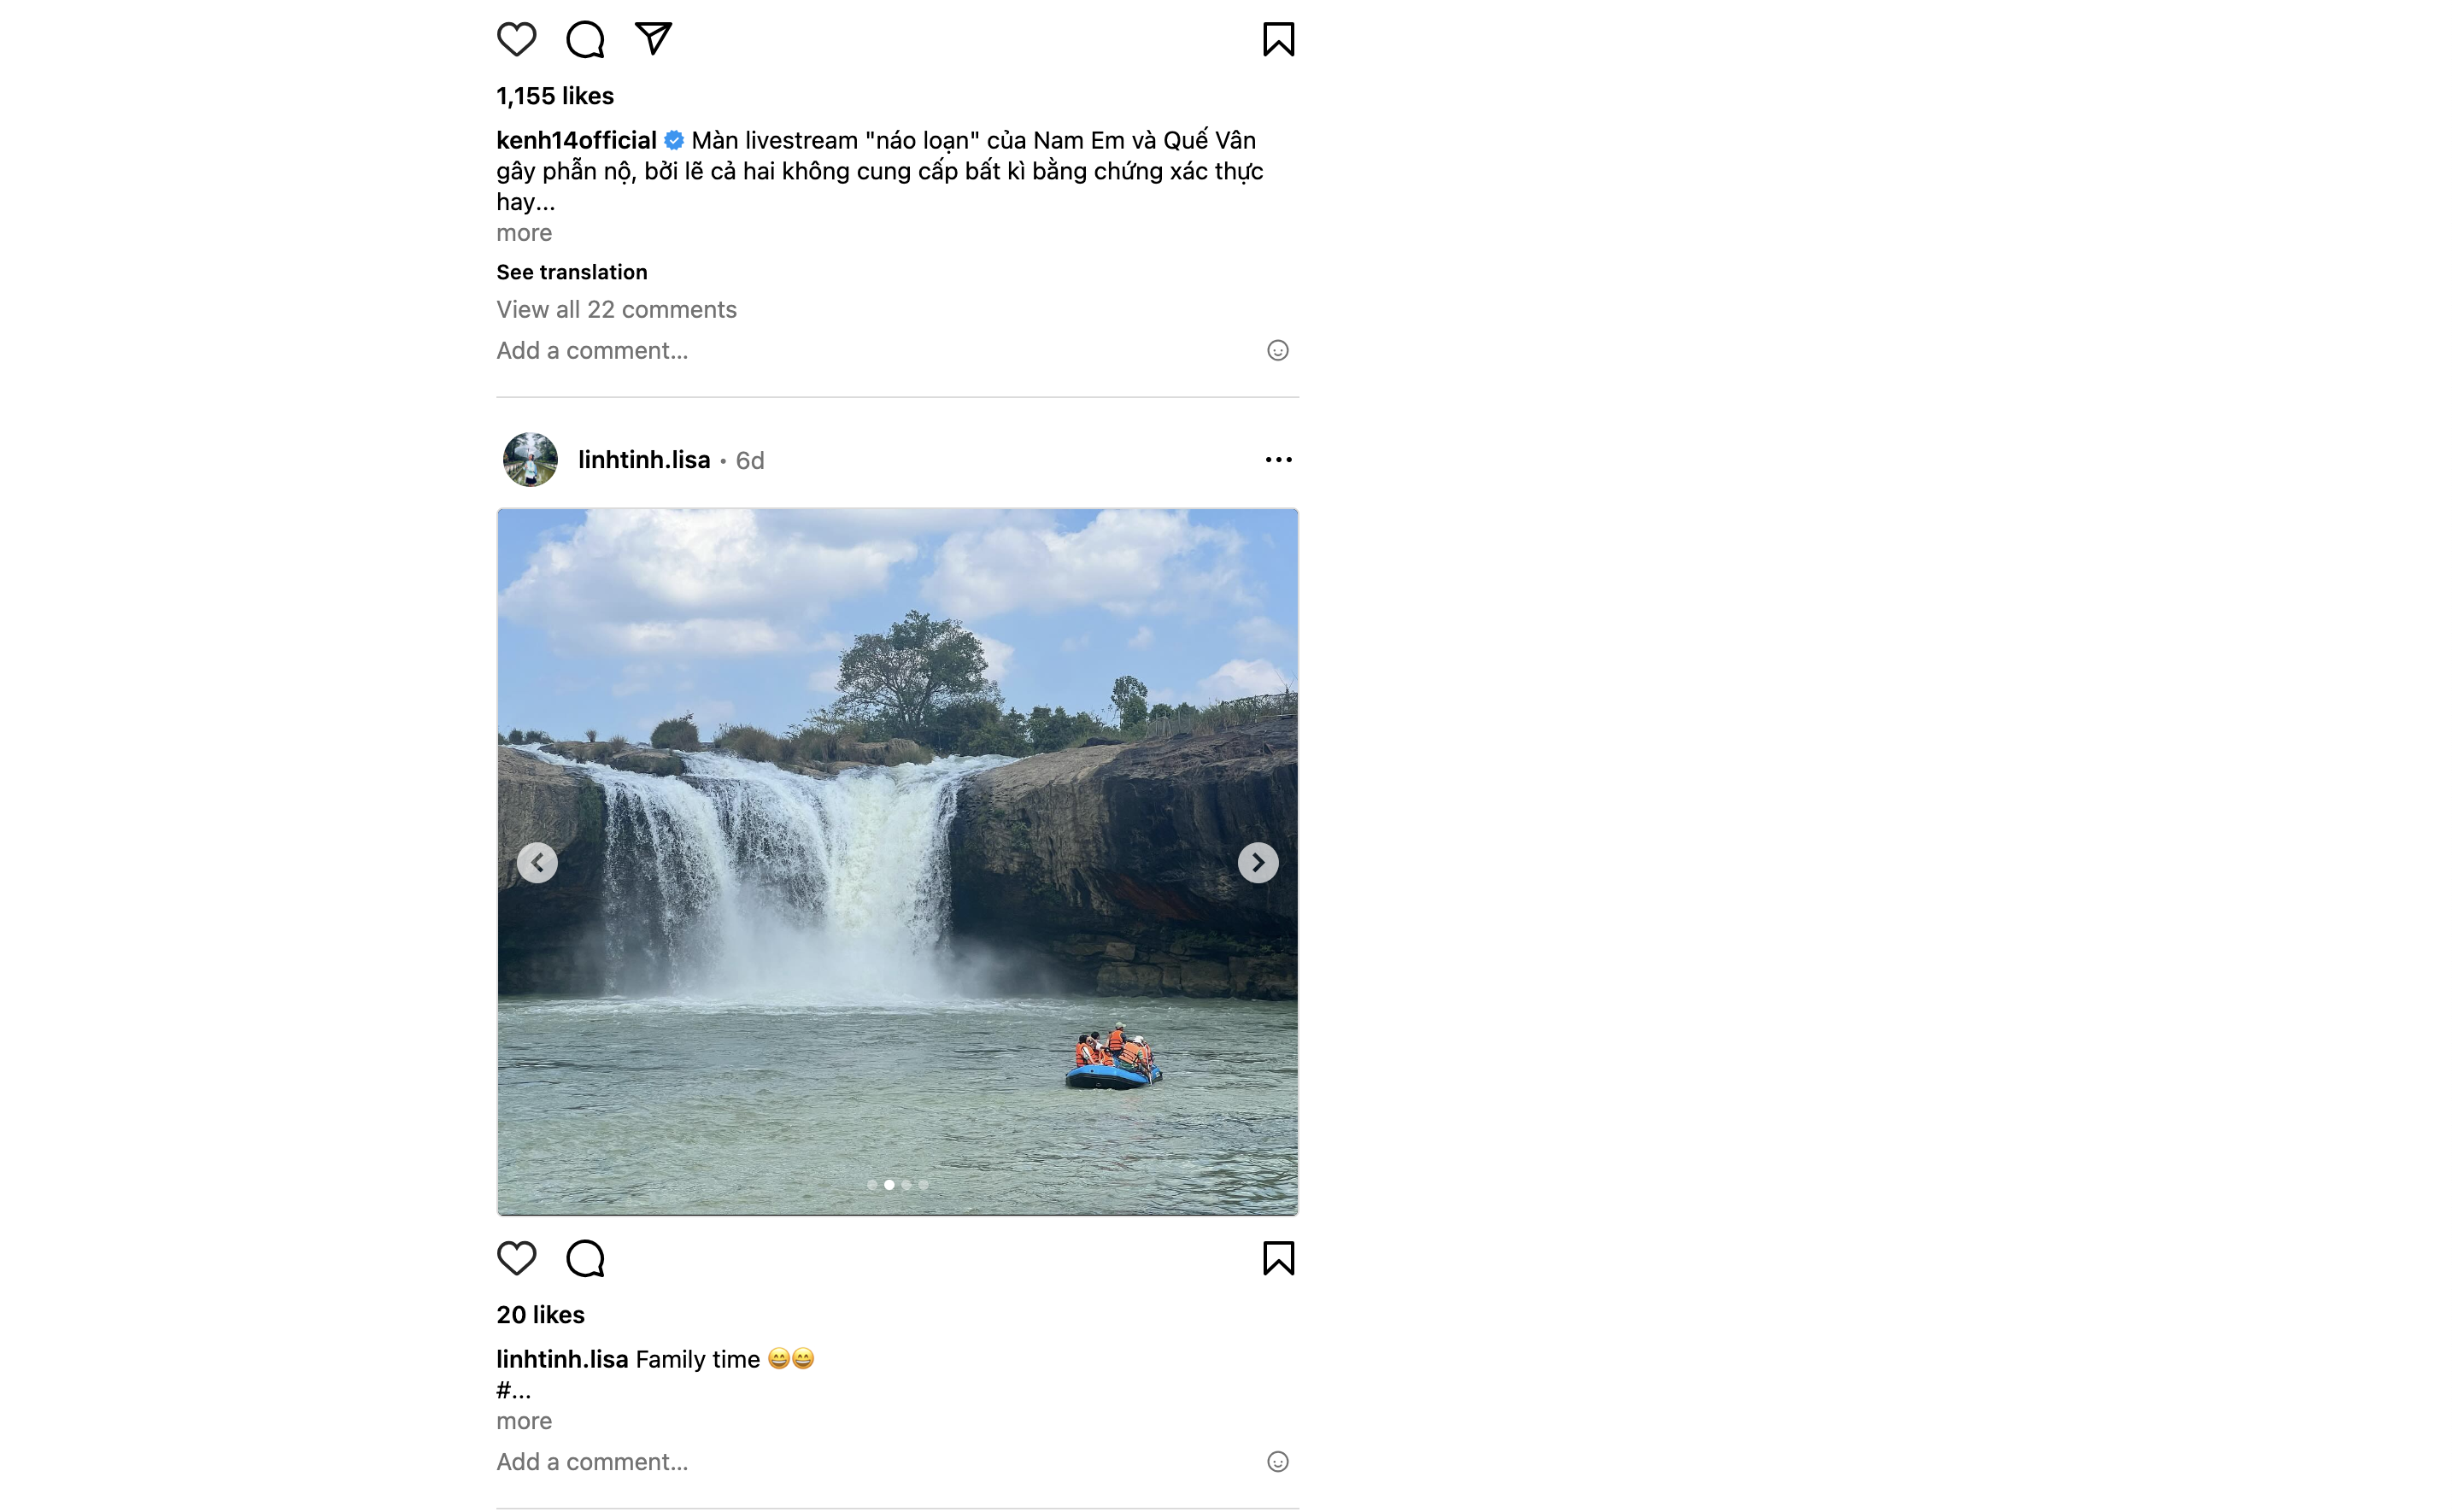 1,155 likes
kenh14official Màn livestream "náo loạn" của Nam Em và Quế Vân
gây phẫn nộ, bởi lẽ cả hai không cung cấp bất kì bằng chứng xác thực
hay...
more
See translation
View all 22 comments
Add a comment...
linhtinh.lisa • 6d
20 likes
linhtinh.lisa Family time 😄😄
#...
more
Add a comment...